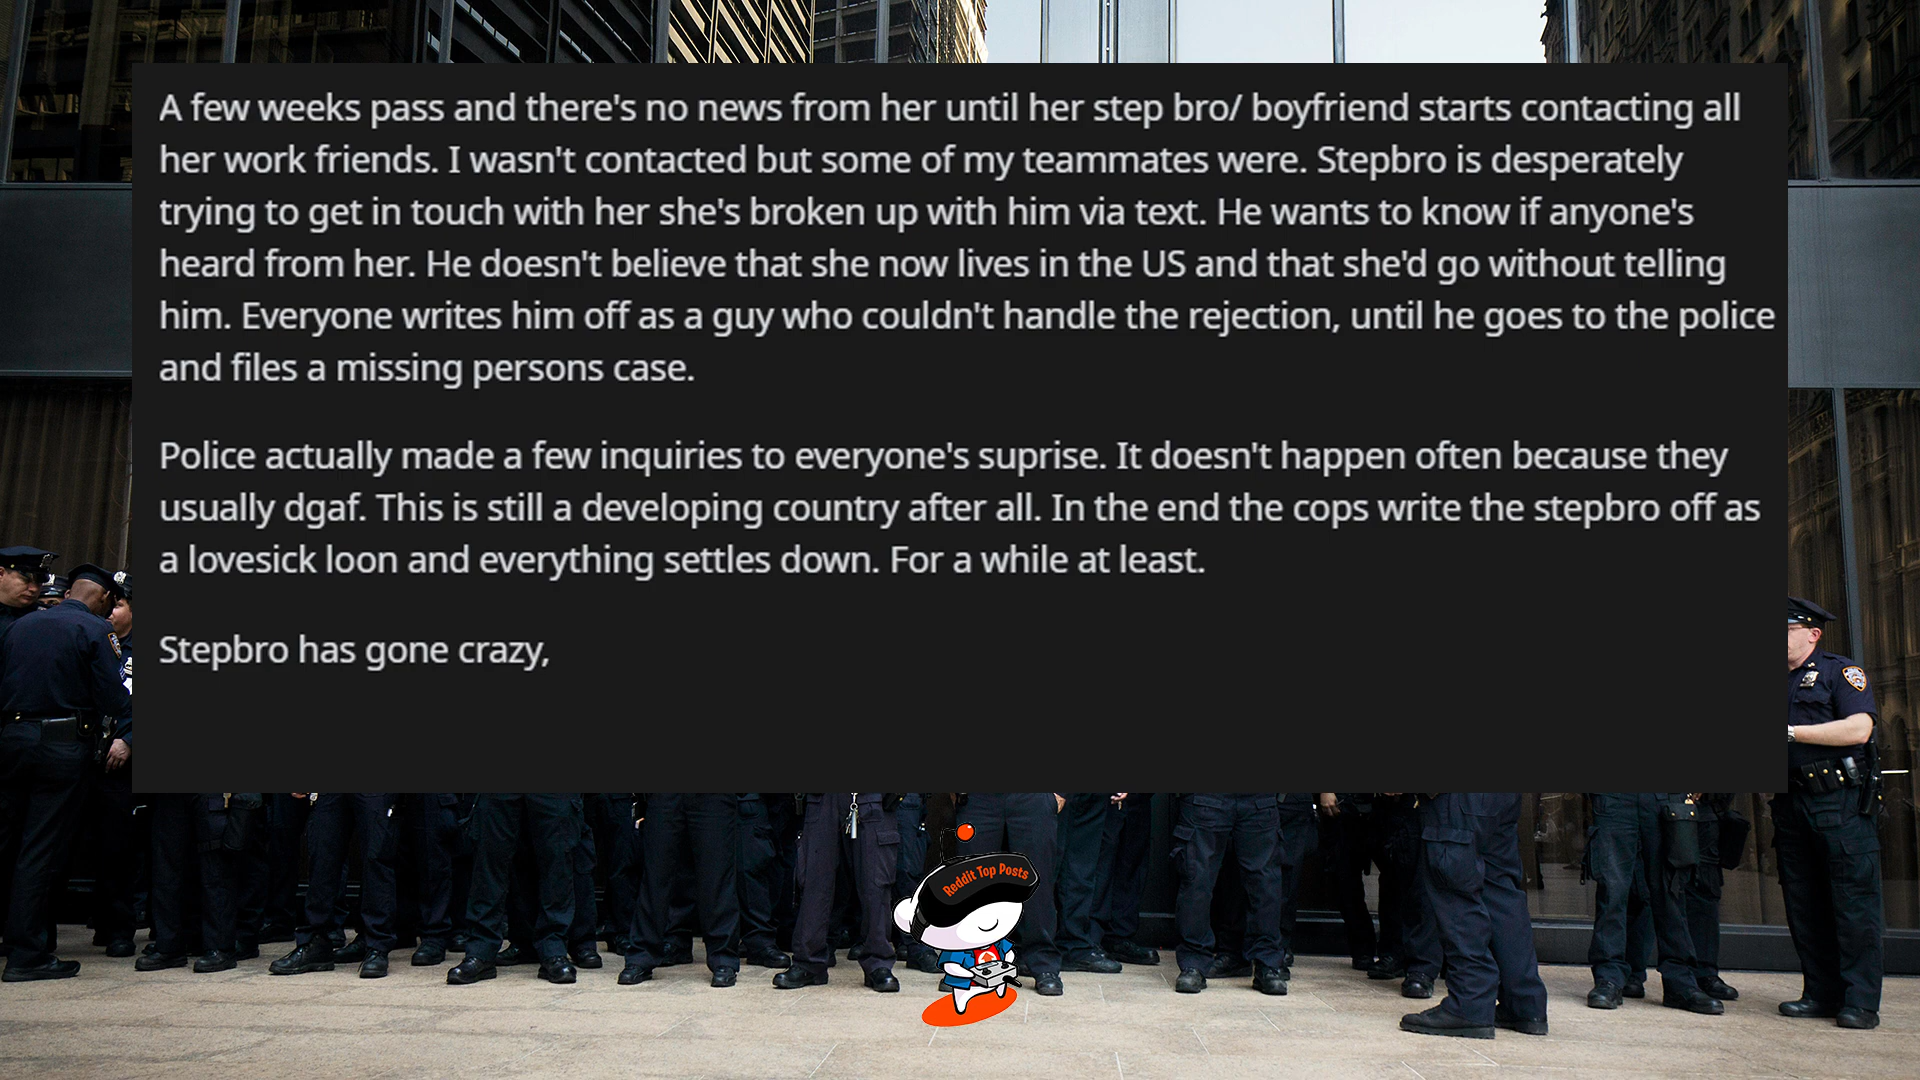 A few weeks pass and there's no news from her until her step bro/ boyfriend starts contacting all
her work friends. I wasn't contacted but some of my teammates were. Stepbro is desperately
trying to get in touch with her she's broken up with him via text. He wants to know if anyone's
heard from her. He doesn't believe that she now lives in the US and that she'd go without telling
him. Everyone writes him off as a guy who couldn't handle the rejection, until he goes to the police
and files a missing persons case.
Police actually made a few inquiries to everyone's suprise. It doesn't happen often because they
usually dgaf. This is still a developing country after all. In the end the cops write the stepbro off as
a lovesick loon and everything settles down. For a while at least.
Stepbro has gone crazy,
Reddit Top Posts